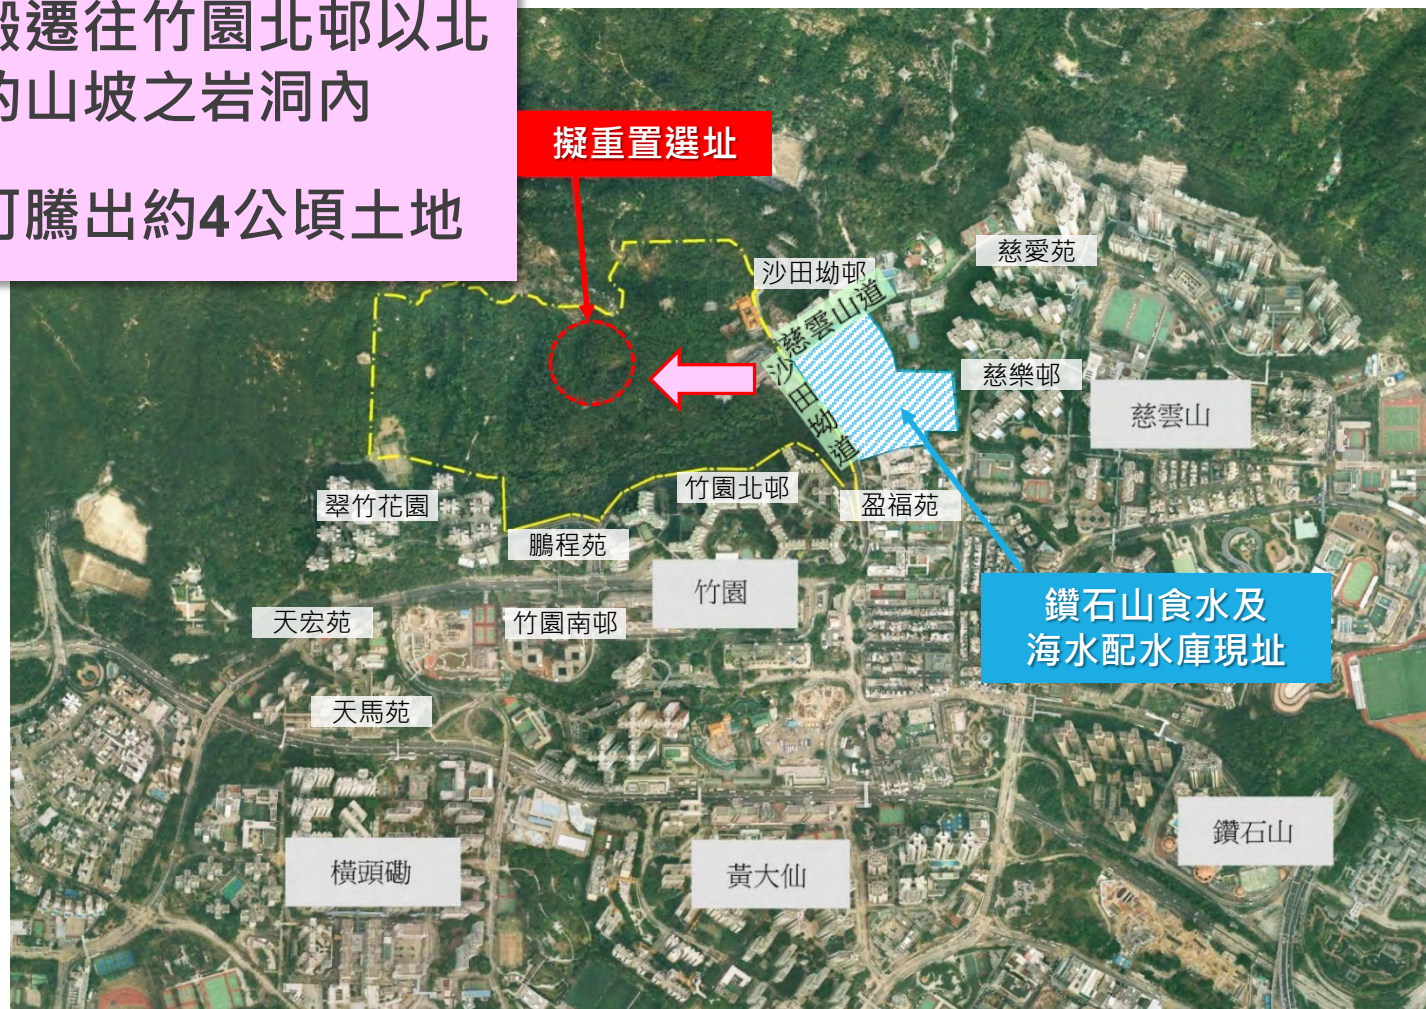 搬遷往竹園北邨以北
的山坡之岩洞內
可騰出約4公頃土地
擬重置選址
慈愛苑
沙田坳邨
慈雲山道
沙田坳道
慈樂邨
慈雲山
竹園北邨
盈福苑
翠竹花園
鵬程苑
竹園
鑽石山食水及
海水配水庫現址
天宏苑
竹園南邨
天馬苑
鑽石山
橫頭磡
黃大仙